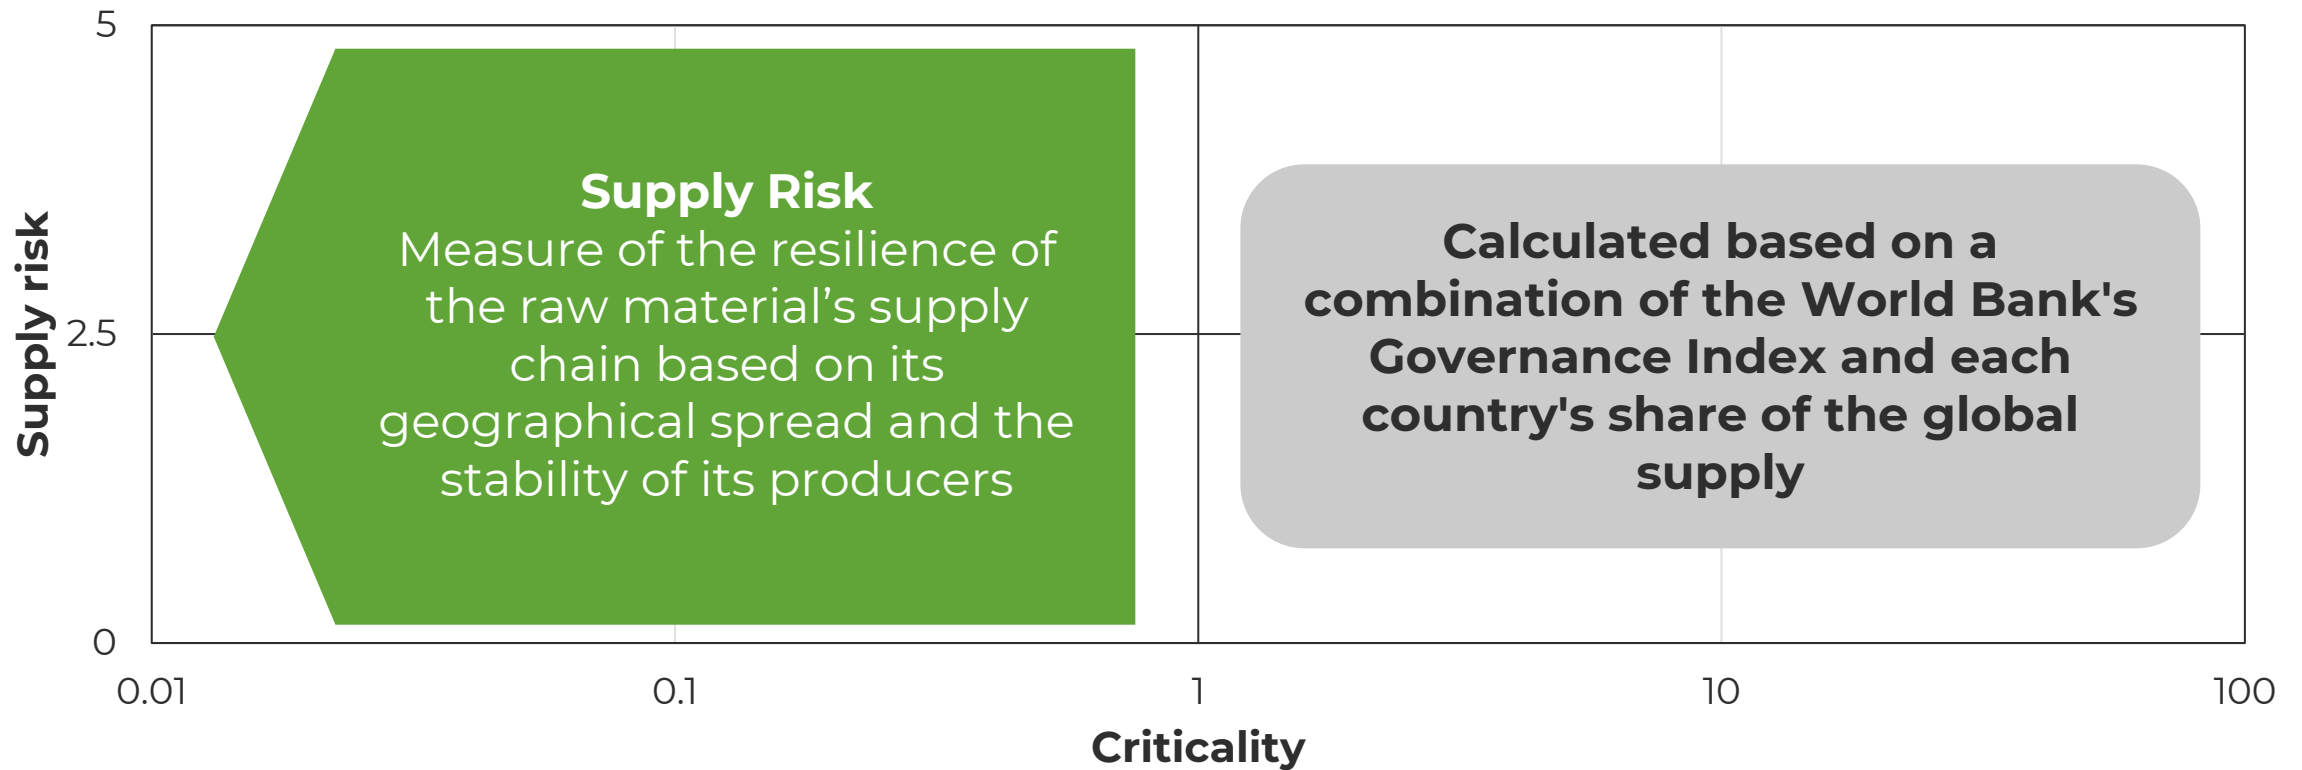 5
Supply Risk
Measure of the resilience of
the raw material’s supply
chain based on its
geographical spread and the
stability of its producers
Calculated based on a
combination of the World Bank's
Governance Index and each
country's share of the global
supply
Supply risk
2.5
0
0.01
0.1
1
10
100
Criticality